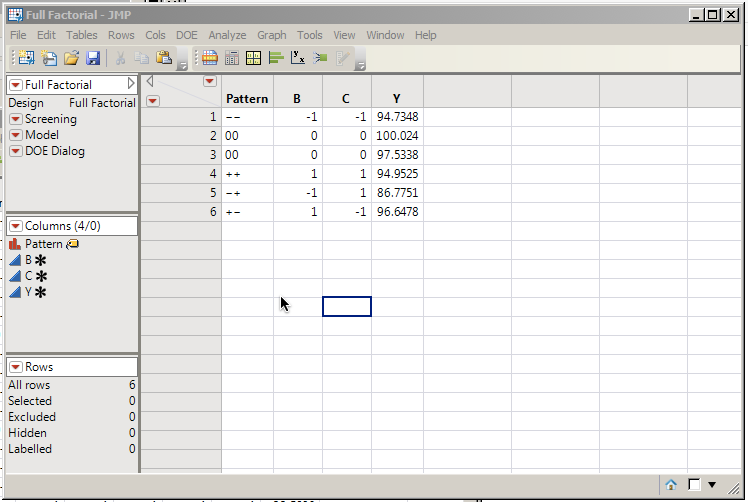 Full Factorial - JMP
File Edit Tables Rows Cols DOE Analyze Graph Tools View Window Help
Full Factorial
Design Full Factorial
Screening
Model
DOE Dialog
Columns (4/0)
Pattern
B
C
Y
Rows
All rows 6
Selected 0
Excluded 0
Hidden 0
Labelled 0
Pattern B C Y
1 −− -1 -1 94.7348
2 00 0 0 100.024
3 00 0 0 97.5338
4 ++ 1 1 94.9525
5 −+ -1 1 86.7751
6 +− 1 -1 96.6478